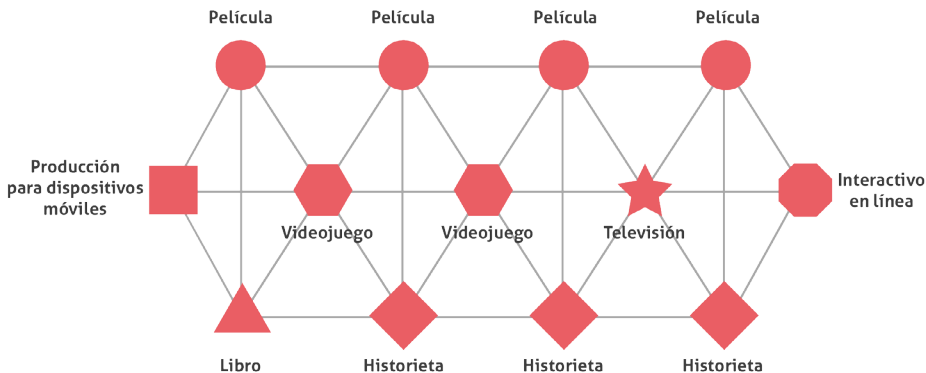 Película
Película
Película
Película
Producción
para dispositivos
móviles
Videojuego
Videojuego
Televisión
Interactivo
en línea
Libro
Historieta
Historieta
Historieta